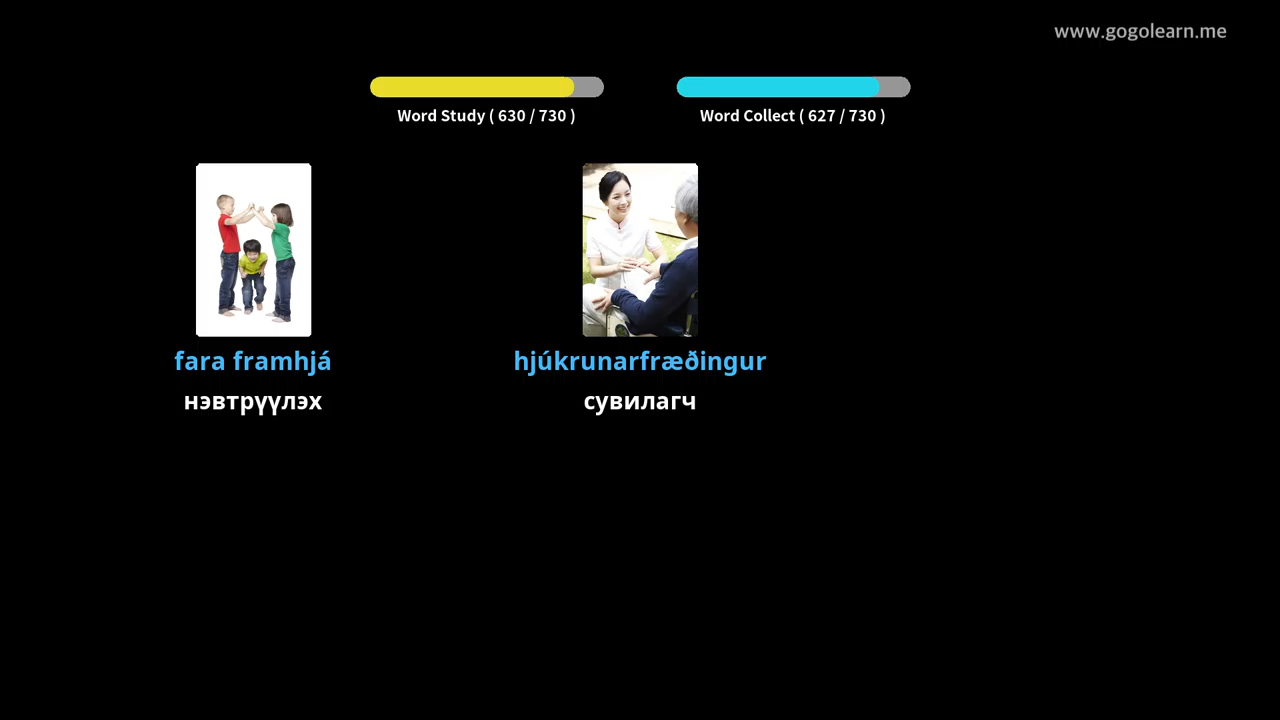 www.gogolearn.me
Word Study ( 630 / 730 )
Word Collect ( 627 / 730 )
fara framhjá
нэвтрүүлэх
hjúkrunarfræðingur
сувилагч